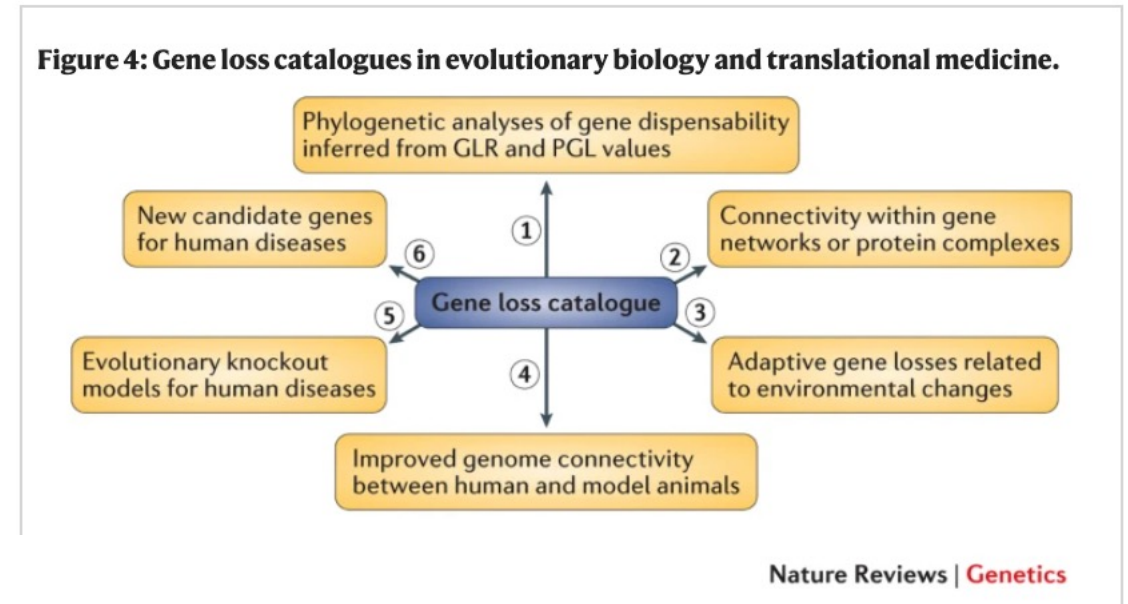 Figure 4: Gene loss catalogues in evolutionary biology and translational medicine.
Phylogenetic analyses of gene dispensability
inferred from GLR and PGL values
1
Connectivity within gene
networks or protein complexes
2
Gene loss catalogue
3
Adaptive gene losses related
to environmental changes
4
Improved genome connectivity
between human and model animals
5
Evolutionary knockout
models for human diseases
6
New candidate genes
for human diseases
Nature Reviews | Genetics